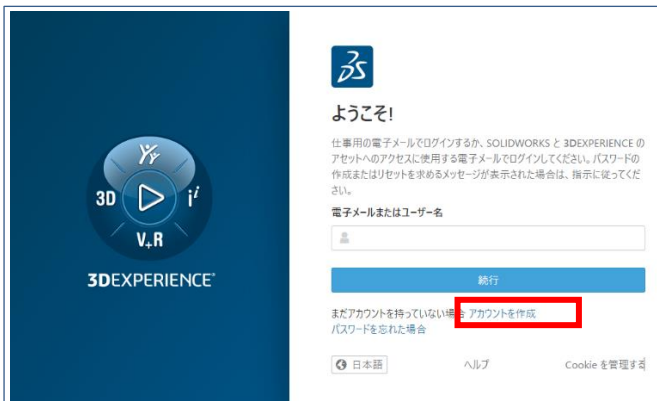 3DS
ようこそ!
仕事用の電子メールでログインするか、SOLIDWORKS と 3DEXPERIENCE の
アセットへのアクセスに使用する電子メールでログインしてください。パスワードの
作成またはリセットを求めるメッセージが表示された場合は、指示に従ってくだ
さい。
電子メールまたはユーザー名
続行
まだアカウントを持っていない場合 アカウントを作成
パスワードを忘れた場合
日本語 ヘルプ Cookie を管理する
3D
i
V+R
3DEXPERIENCE®